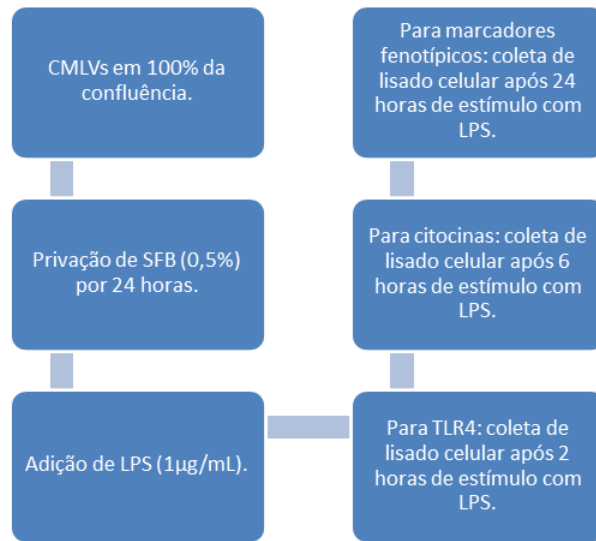 CMLVs em 100% da
confluência.
Privação de SFB (0,5%)
por 24 horas.
Adição de LPS (1µg/mL).
Para TLR4: coleta de
lisado celular após 2
horas de estímulo com
LPS.
Para citocinas: coleta de
lisado celular após 6
horas de estímulo com
LPS.
Para marcadores
fenotípicos: coleta de
lisado celular após 24
horas de estímulo com
LPS.